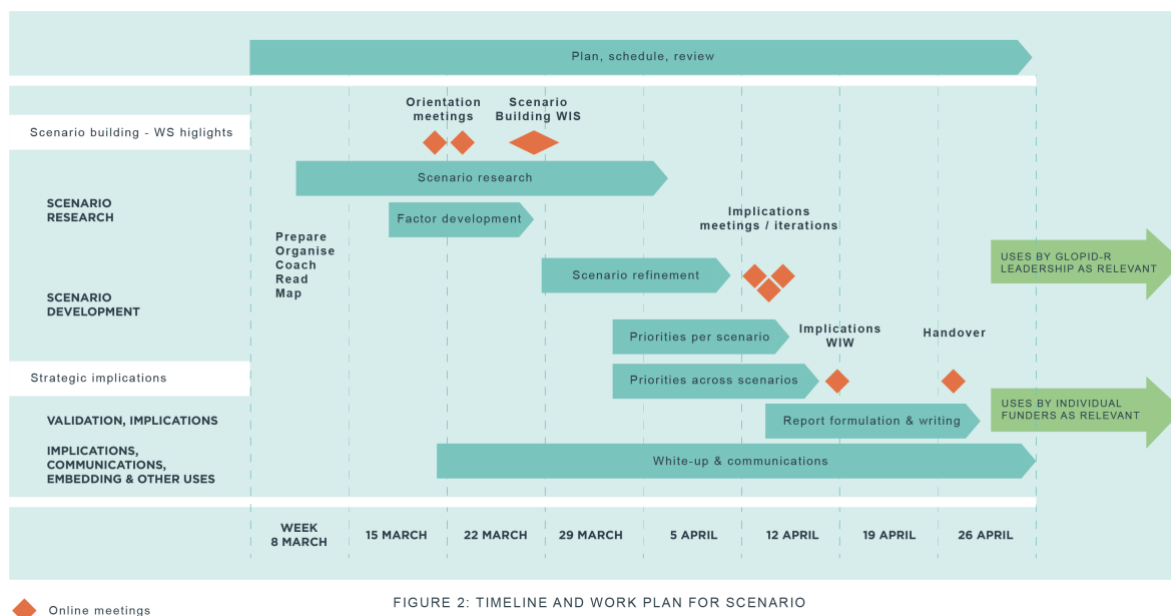 Plan, schedule, review
Orientation
meetings
Scenario
Building WIS
Scenario building - WS higlights
Scenario research
SCENARIO
RESEARCH
Factor development
Implications
meetings / iterations
Prepare
Organise
Coach
Read
Map
USES BY GLOPID-R
LEADERSHIP AS RELEVANT
Scenario refinement
SCENARIO
DEVELOPMENT
Priorities per scenario
Implications
WIW
Handover
Strategic implications
Priorities across scenarios
USES BY INDIVIDUAL
FUNDERS AS RELEVANT
VALIDATION, IMPLICATIONS
Report formulation & writing
IMPLICATIONS,
COMMUNICATIONS,
EMBEDDING & OTHER USES
White-up & communications
WEEK
8 MARCH
15 MARCH
22 MARCH
29 MARCH
5 APRIL
12 APRIL
19 APRIL
26 APRIL
Online meetings
FIGURE 2: TIMELINE AND WORK PLAN FOR SCENARIO